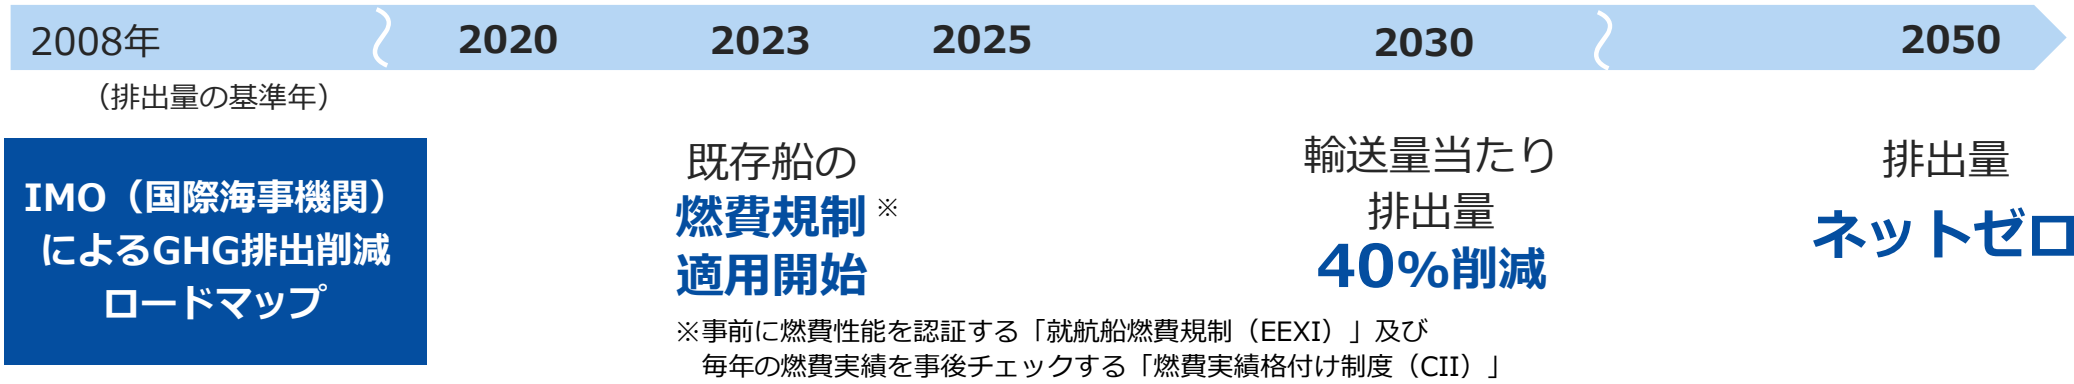 2008年 2020 2023 2025 2030 2050
（排出量の基準年）
IMO（国際海事機関）
によるGHG排出削減
ロードマップ
既存船の
燃費規制※
適用開始
輸送量当たり
排出量
40%削減
排出量
ネットゼロ
※事前に燃費性能を認証する「就航船燃費規制（EEXI）」及び
毎年の燃費実績を事後チェックする「燃費実績格付け制度（CII）」